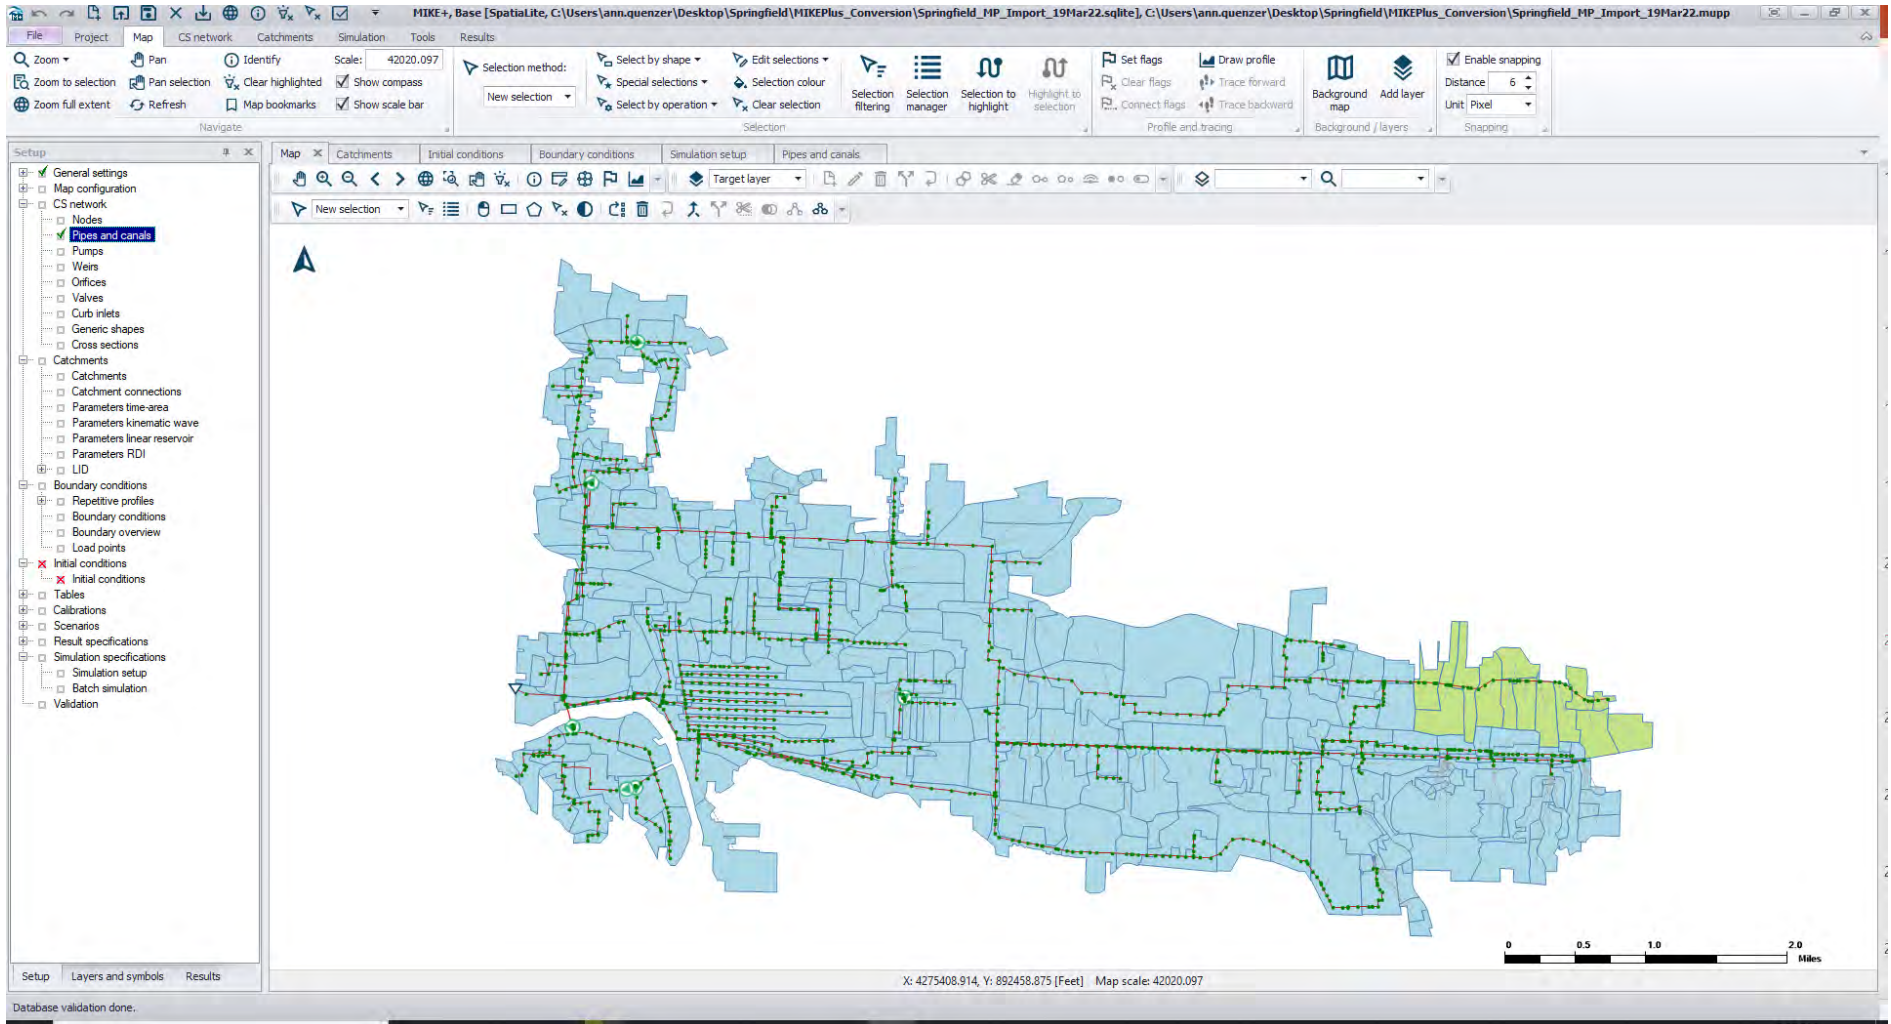 MIKE+, Base [SpatiaLite, C:\Users\ann.quenzer\Desktop\Springfield\MIKEPlus_Conversion\Springfield_MP_Import_19Mar22.sqlite], C:\Users\ann.quenzer\Desktop\Springfield\MIKEPlus_Conversion\Springfield_MP_Import_19Mar22.mupp
File Project Map CS network Catchments Simulation Tools Results
Zoom Pan Identify Scale: 42020.097
Zoom to selection Pan selection Clear highlighted Show compass
Zoom full extent Refresh Map bookmarks Show scale bar
Navigate
Selection method:
New selection
Select by shape Edit selections
Special selections Selection colour
Select by operation Clear selection
Selection filtering
Selection manager
Selection to highlight
Highlight to selection
Selection
Set flags Draw profile
Clear flags Trace forward
Connect flags Trace backward
Profile and tracing
Background map
Add layer
Background / layers
Enable snapping
Distance 6
Unit Pixel
Snapping
Setup
General settings
Map configuration
CS network
Nodes
Pipes and canals
Pumps
Weirs
Orifices
Valves
Curb inlets
Generic shapes
Cross sections
Catchments
Catchments
Catchment connections
Parameters time-area
Parameters kinematic wave
Parameters linear reservoir
Parameters RDI
LID
Boundary conditions
Repetitive profiles
Boundary conditions
Boundary overview
Load points
Initial conditions
Initial conditions
Tables
Calibrations
Scenarios
Result specifications
Simulation specifications
Simulation setup
Batch simulation
Validation
Setup Layers and symbols Results
Map Catchments Initial conditions Boundary conditions Simulation setup Pipes and canals
Target layer
New selection
0 0.5 1.0 2.0
Miles
X: 4275408.914, Y: 892458.875 [Feet] Map scale: 42020.097
Database validation done.